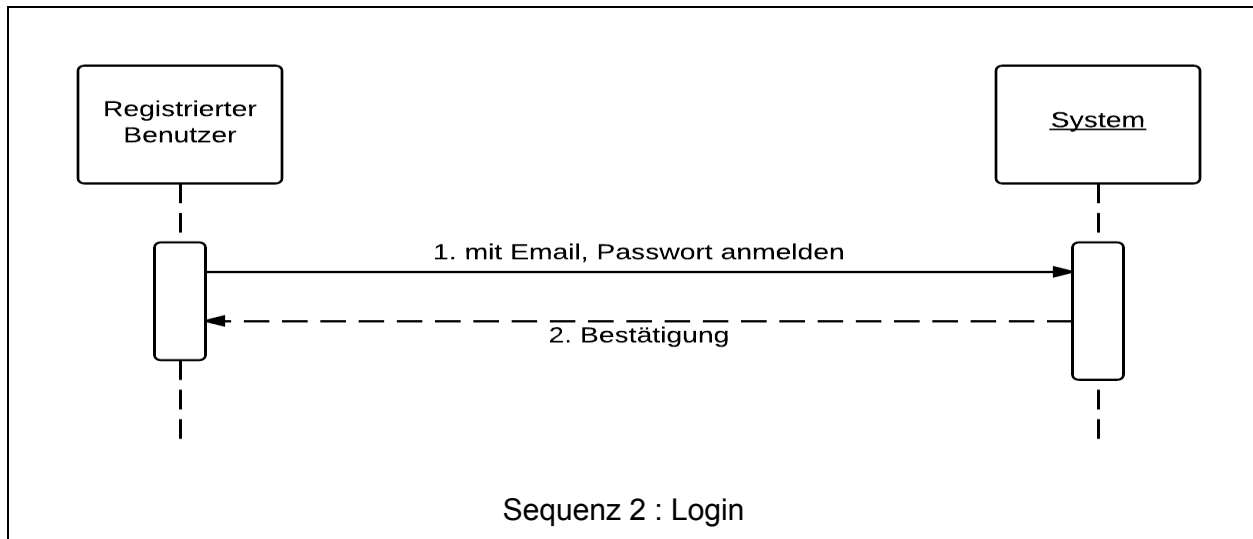 Registrierter
Benutzer
System
1. mit Email, Passwort anmelden
2. Bestätigung
Sequenz 2 : Login